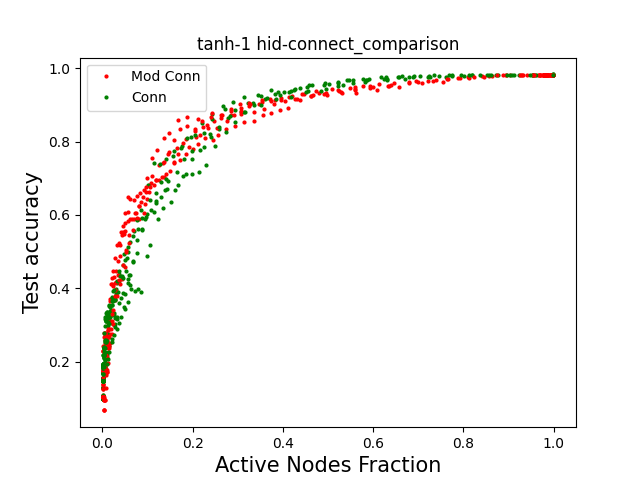 tanh-1 hid-connect_comparison
Mod Conn
Conn
1.0
0.8
0.6
0.4
0.2
Test accuracy
0.0 0.2 0.4 0.6 0.8 1.0
Active Nodes Fraction